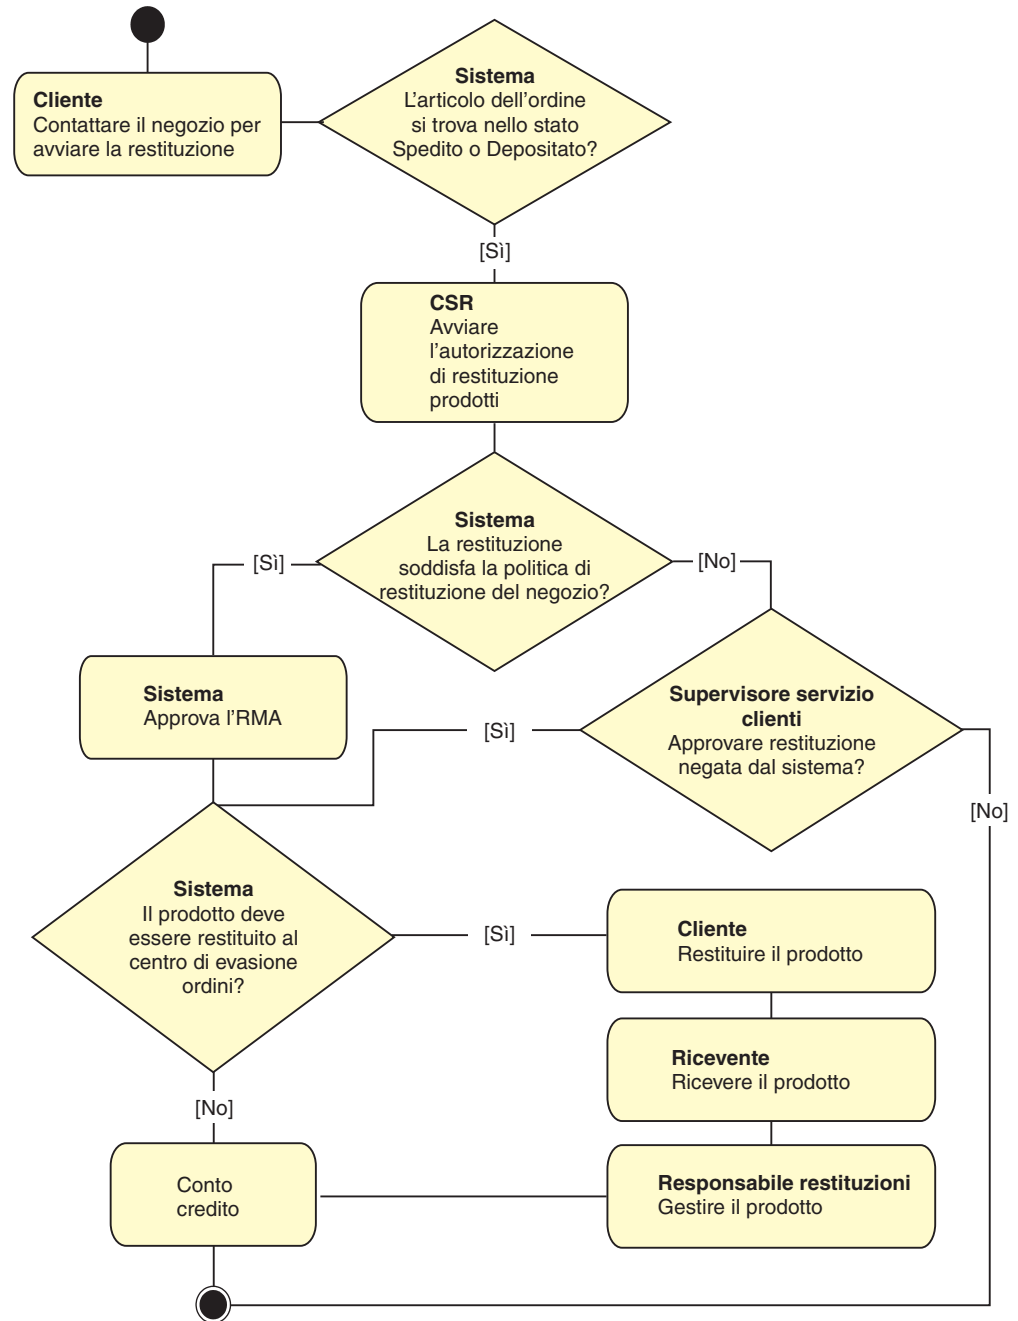 Cliente
Contattare il negozio per
avviare la restituzione
Sistema
L'articolo dell'ordine
si trova nello stato
Spedito o Depositato?
[Sì]
CSR
Avviare
l'autorizzazione
di restituzione
prodotti
Sistema
La restituzione
soddisfa la politica di
restituzione del negozio?
[Sì]
[No]
Sistema
Approva l'RMA
Supervisore servizio
clienti
Approvare restituzione
negata dal sistema?
[Sì]
[No]
Sistema
Il prodotto deve
essere restituito al
centro di evasione
ordini?
[Sì]
Cliente
Restituire il prodotto
Ricevente
Ricevere il prodotto
[No]
Conto
credito
Responsabile restituzioni
Gestire il prodotto